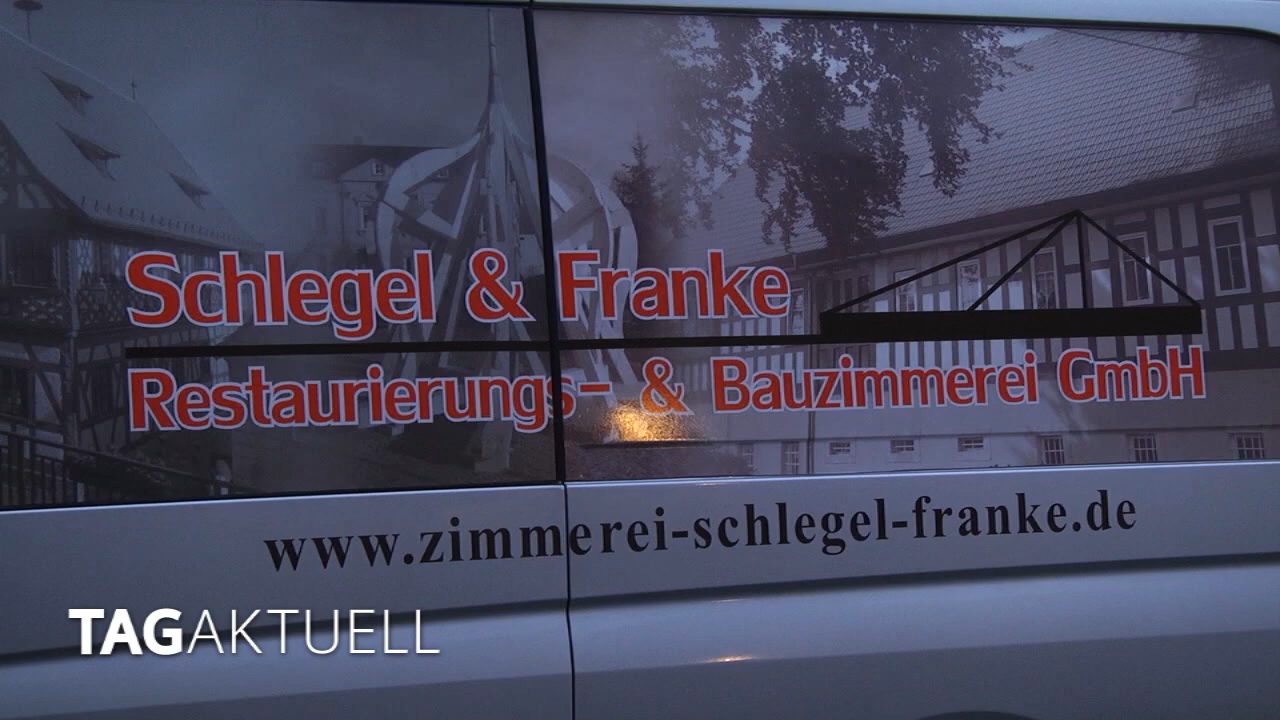 Schlegel & Franke
Restaurierungs- & Bauzimmerei GmbH
www.zimmerei-schlegel-franke.de
TAGAKTUELL